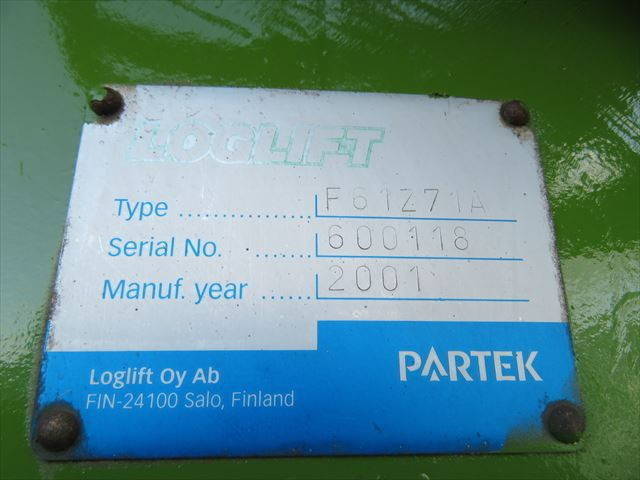 LOGLIFT
Type .................. F61Z71A
Serial No. ........ 600118
Manuf. year ...... 2001
Loglift Oy Ab
FIN-24100 Salo, Finland
PARTEK